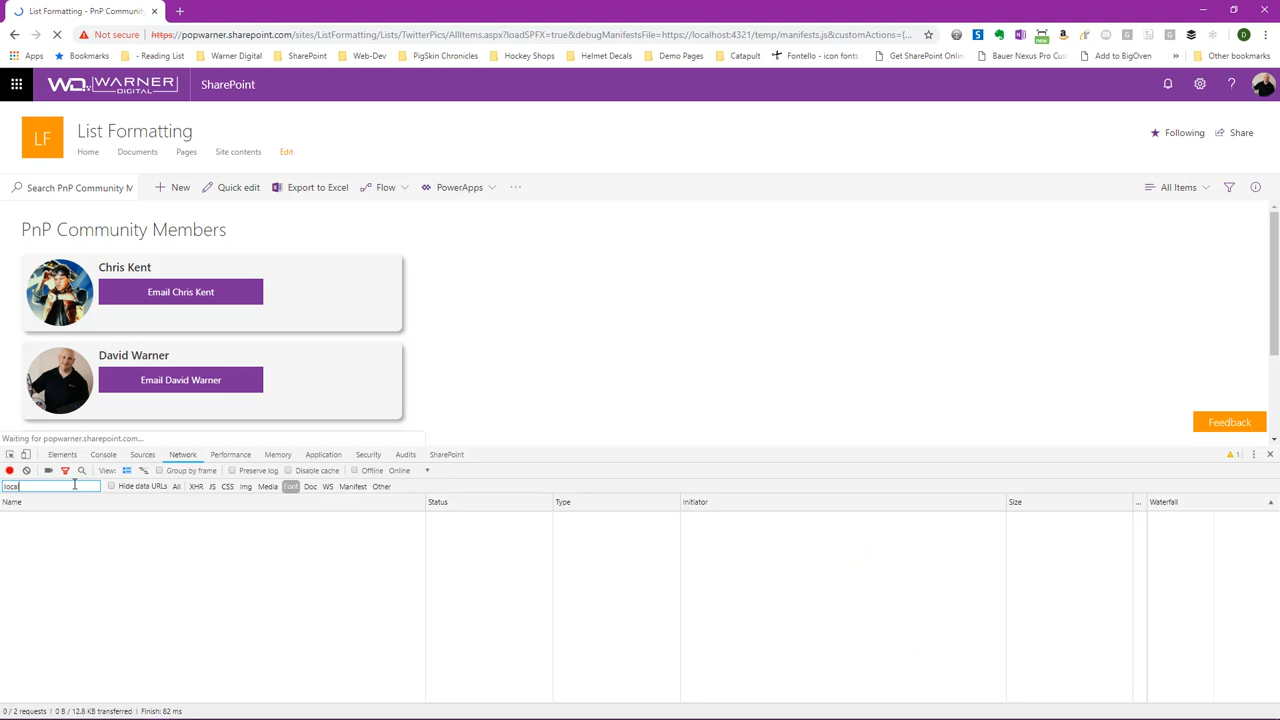 List Formatting - PnP Community
Not secure https://popwarner.sharepoint.com/sites/ListFormatting/Lists/TwitterPics/AllItems.aspx?loadSPFX=true&debugManifestsFile=https://localhost:4321/temp/manifests.js&customActions={...
Apps Bookmarks - Reading List Warner Digital SharePoint Web-Dev PigSkin Chronicles Hockey Shops Helmet Decals Demo Pages Catapult Fontello - icon fonts Get SharePoint Onli Bauer Nexus Pro Cus Add to BigOven » Other bookmarks
WD WARNER DIGITAL SharePoint
LF List Formatting
Following Share
Home Documents Pages Site contents Edit
Search PnP Community M New Quick edit Export to Excel Flow PowerApps ... All Items
PnP Community Members
Chris Kent
Email Chris Kent
David Warner
Email David Warner
Feedback
Waiting for popwarner.sharepoint.com...
Elements Console Sources Network Performance Memory Application Security Audits SharePoint 1
View: Group by frame Preserve log Disable cache Offline Online
local Hide data URLs All XHR JS CSS Img Media Font Doc WS Manifest Other
Name Status Type Initiator Size ... Waterfall
0 / 2 requests | 0 B / 12.8 KB transferred | Finish: 82 ms